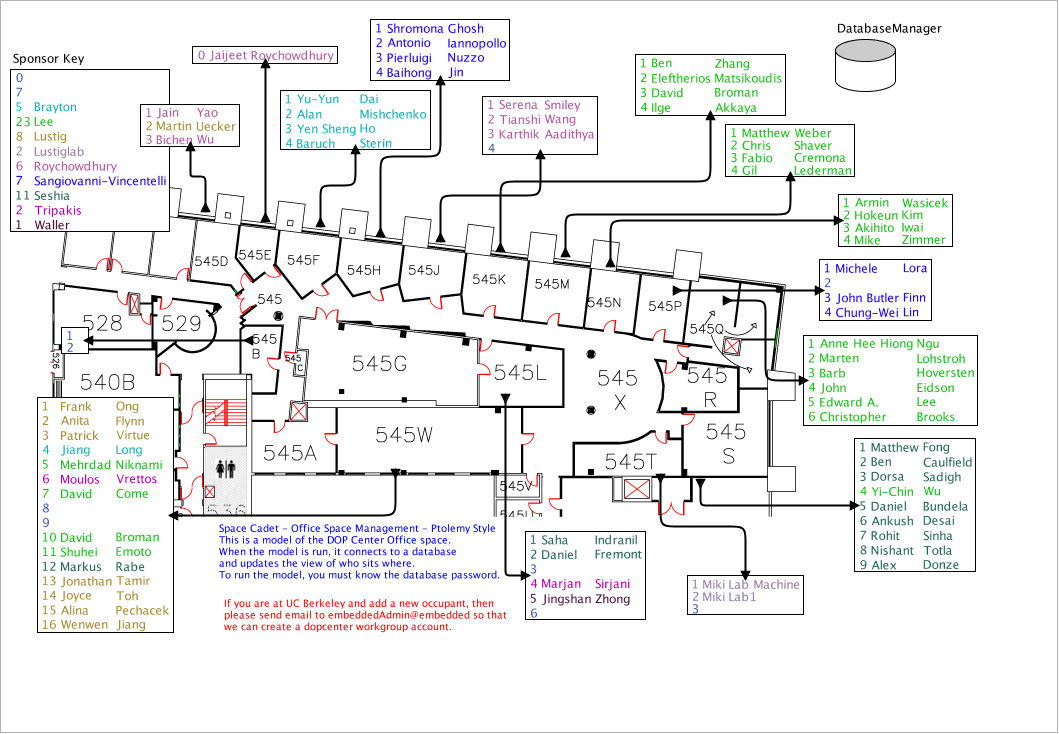 DatabaseManager
Sponsor Key
0
7
5 Brayton
23 Lee
8 Lustig
2 Lustiglab
6 Roychowdhury
7 Sangiovanni-Vincentelli
11 Seshia
2 Tripakis
1 Waller
0 Jaijeet Roychowdhury
1 Jain Yao
2 Martin Uecker
3 Bichen Wu
1 Shromona Ghosh
2 Antonio Iannopollo
3 Pierluigi Nuzzo
4 Baihong Jin
1 Yu-Yun Dai
2 Alan Mishchenko
3 Yen Sheng Ho
4 Baruch Sterin
1 Serena Smiley
2 Tianshi Wang
3 Karthik Aadithya
4
1 Ben Zhang
2 Eleftherios Matsikoudis
3 David Broman
4 Ilge Akkaya
1 Matthew Weber
2 Chris Shaver
3 Fabio Cremona
4 Gil Lederman
1 Armin Wasicek
2 Hokeun Kim
3 Akihito Iwai
4 Mike Zimmer
1 Michele Lora
2
3 John Butler Finn
4 Chung-Wei Lin
1 Anne Hee Hiong Ngu
2 Marten Lohstroh
3 Barb Hoversten
4 John Eidson
5 Edward A. Lee
6 Christopher Brooks
1 Matthew Fong
2 Ben Caulfield
3 Dorsa Sadigh
4 Yi-Chin Wu
5 Daniel Bundela
6 Ankush Desai
7 Rohit Sinha
8 Nishant Totla
9 Alex Donze
545D
545E
545F
545H
545J
545K
545M
545N
545P
545Q
545
528
529
545
B
545
C
545G
545L
545
X
545
R
526
540B
545A
545W
545T
545
S
545V
1
2
1 Frank Ong
2 Anita Flynn
3 Patrick Virtue
4 Jiang Long
5 Mehrdad Niknami
6 Moulos Vrettos
7 David Come
8
9
10 David Broman
11 Shuhei Emoto
12 Markus Rabe
13 Jonathan Tamir
14 Joyce Toh
15 Alina Pechacek
16 Wenwen Jiang
Space Cadet - Office Space Management - Ptolemy Style
This is a model of the DOP Center Office space.
When the model is run, it connects to a database
and updates the view of who sits where.
To run the model, you must know the database password.
If you are at UC Berkeley and add a new occupant, then
please send email to embeddedAdmin@embedded so that
we can create a dopcenter workgroup account.
1 Saha Indranil
2 Daniel Fremont
3
4 Marjan Sirjani
5 Jingshan Zhong
6
1 Miki Lab Machine
2 Miki Lab1
3